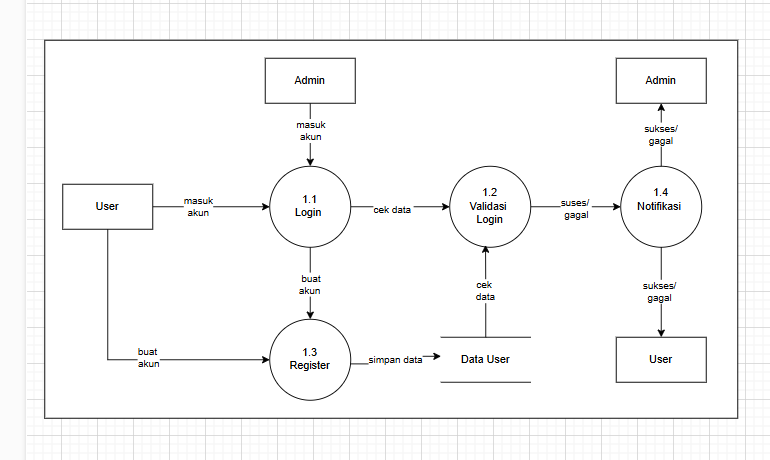 Admin
Admin
masuk
akun
sukses/
gagal
User
masuk
akun
1.1
Login
cek data
1.2
Validasi
Login
suses/
gagal
1.4
Notifikasi
buat
akun
cek
data
sukses/
gagal
buat
akun
1.3
Register
simpan data
Data User
User